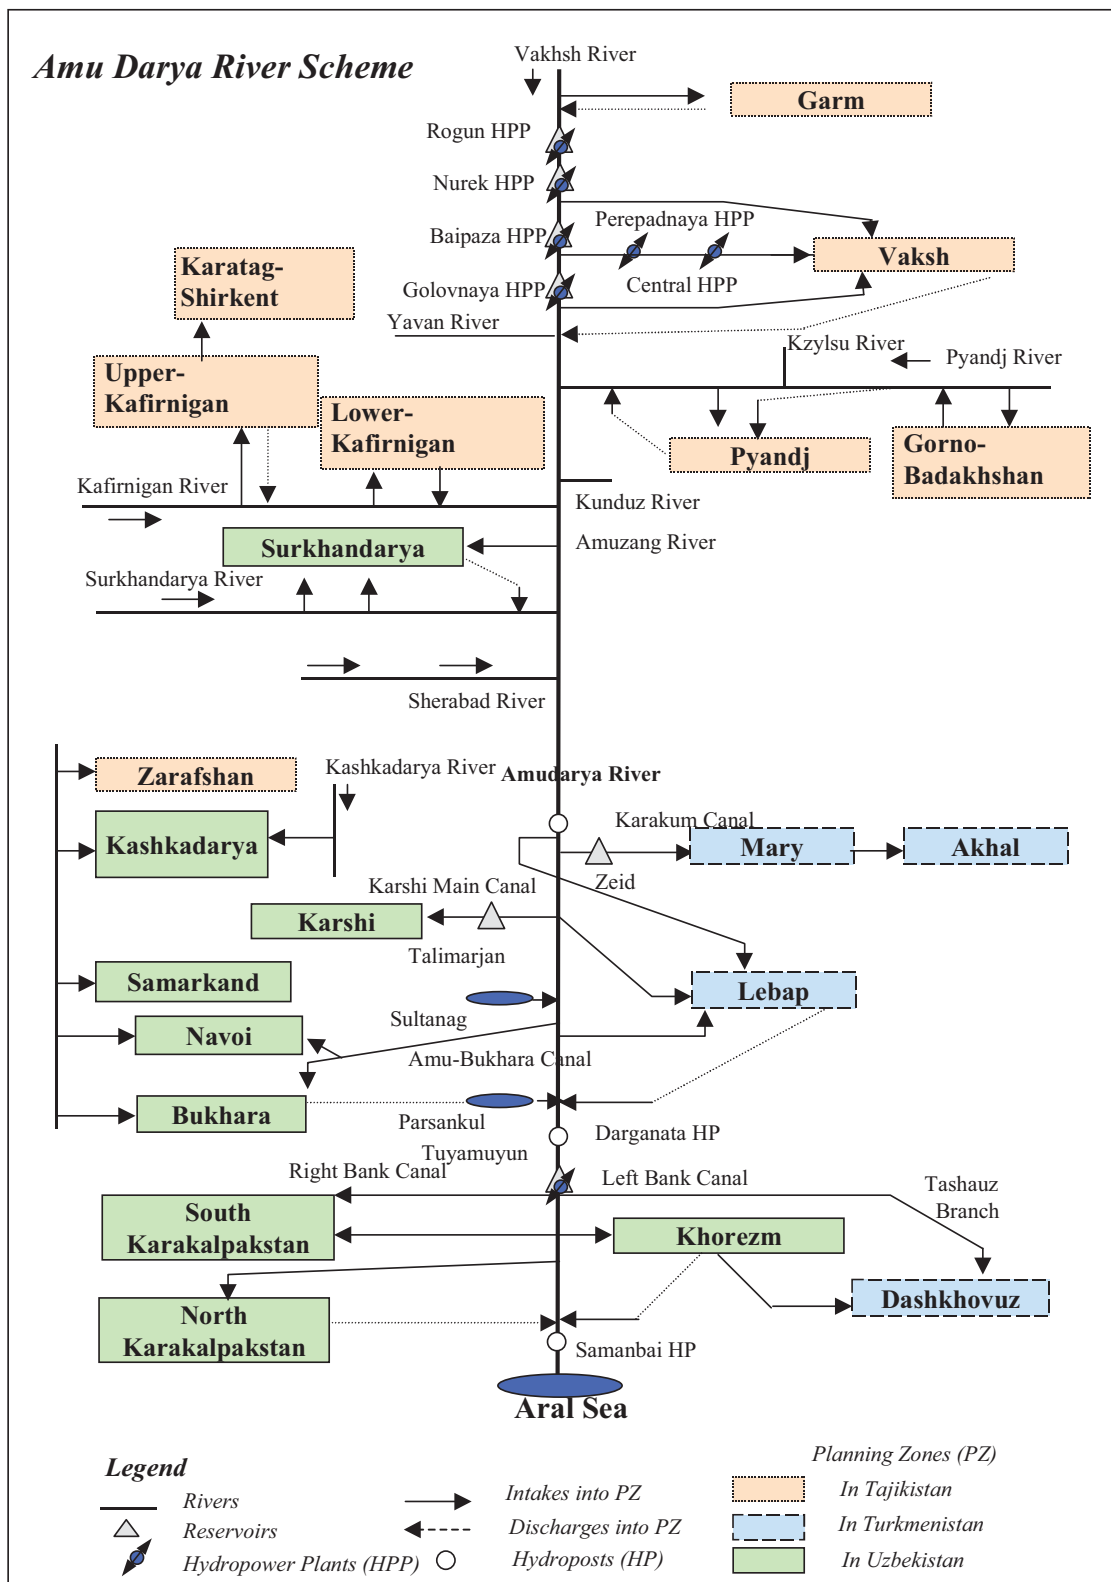 Amu Darya River Scheme
Vakhsh River
Garm
Rogun HPP
Nurek HPP
Perepadnaya HPP
Baipaza HPP
Vaksh
Karatag-
Shirkent
Central HPP
Golovnaya HPP
Yavan River
Kzylsu River
Pyandj River
Upper-
Kafirnigan
Lower-
Kafirnigan
Pyandj
Gorno-
Badakhshan
Kafirnigan River
Kunduz River
Surkhandarya
Amuzang River
Surkhandarya River
Sherabad River
Zarafshan
Kashkadarya River
Amudarya River
Karakum Canal
Kashkadarya
Mary
Akhal
Zeid
Karshi Main Canal
Karshi
Talimarjan
Samarkand
Lebap
Sultanag
Navoi
Amu-Bukhara Canal
Bukhara
Parsankul
Darganata HP
Tuyamuyun
Right Bank Canal
Left Bank Canal
Tashauz
Branch
South
Karakalpakstan
Khorezm
Dashkhovuz
North
Karakalpakstan
Samanbai HP
Aral Sea
Legend
Planning Zones (PZ)
Rivers
Intakes into PZ
In Tajikistan
Reservoirs
Discharges into PZ
In Turkmenistan
Hydropower Plants (HPP)
Hydroposts (HP)
In Uzbekistan